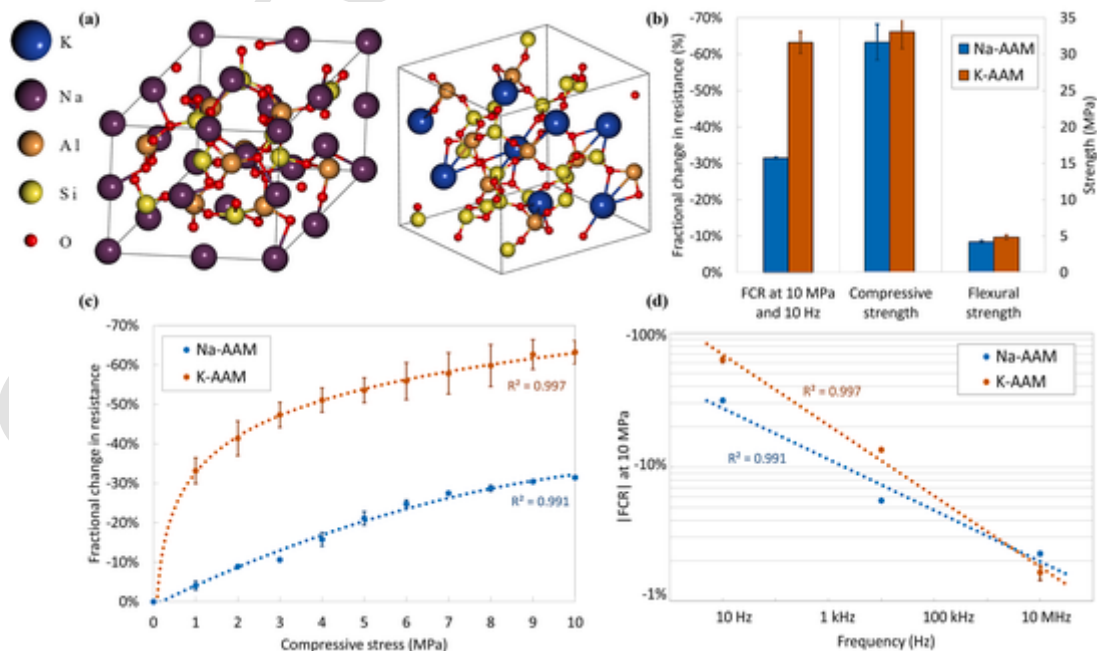 (a)
K
Na
Al
Si
O
(b)
-70%
-60%
-50%
-40%
-30%
-20%
-10%
0%
Fractional change in resistance (%)
Na-AAM
K-AAM
35
30
25
20
15
10
5
0
Strength (MPa)
FCR at 10 MPa
and 10 Hz
Compressive
strength
Flexural
strength
(c)
-70%
-60%
-50%
-40%
-30%
-20%
-10%
0%
Fractional change in resistance
Na-AAM
K-AAM
R² = 0.997
R² = 0.991
0 1 2 3 4 5 6 7 8 9 10
Compressive stress (MPa)
(d)
-100%
-10%
-1%
|FCR| at 10 MPa
Na-AAM
K-AAM
R² = 0.997
R² = 0.991
10 Hz 1 kHz 100 kHz 10 MHz
Frequency (Hz)